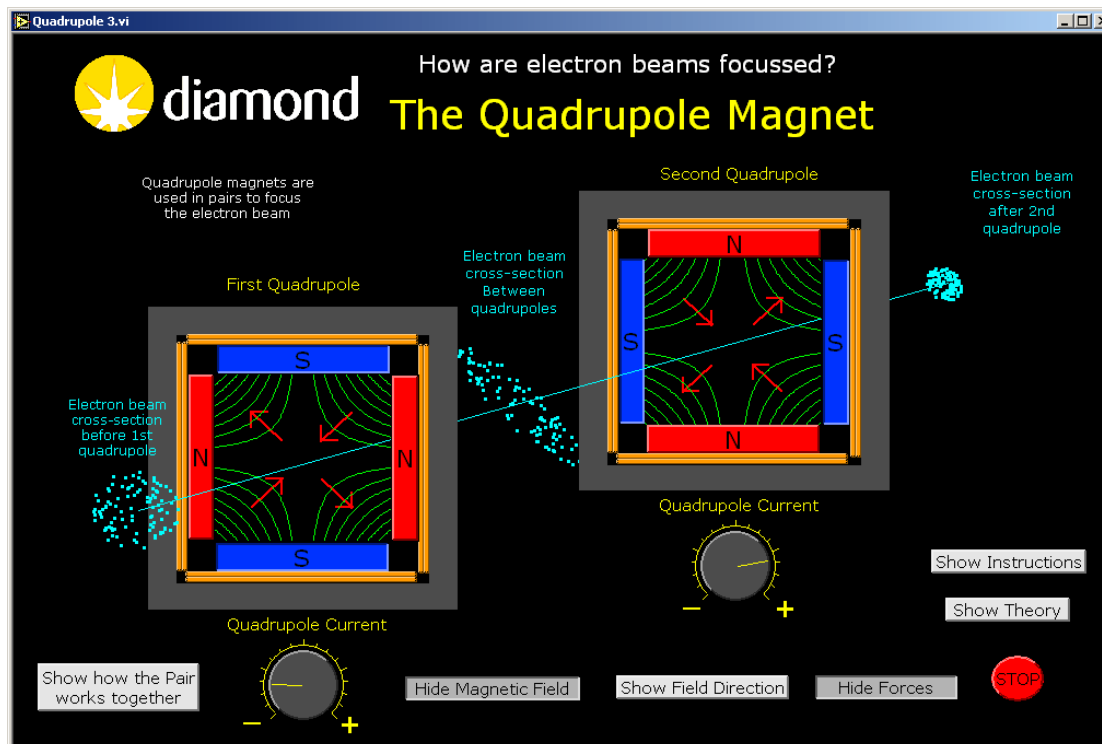 Quadrupole 3.vi
diamond
How are electron beams focussed?
The Quadrupole Magnet
Quadrupole magnets are
used in pairs to focus
the electron beam
Second Quadrupole
Electron beam
cross-section
after 2nd
quadrupole
N
S
S
N
Electron beam
cross-section
Between
quadrupoles
First Quadrupole
S
N
N
S
Electron beam
cross-section
before 1st
quadrupole
Quadrupole Current
− +
Quadrupole Current
− +
Show Instructions
Show Theory
Show how the Pair
works together
Hide Magnetic Field
Show Field Direction
Hide Forces
STOP